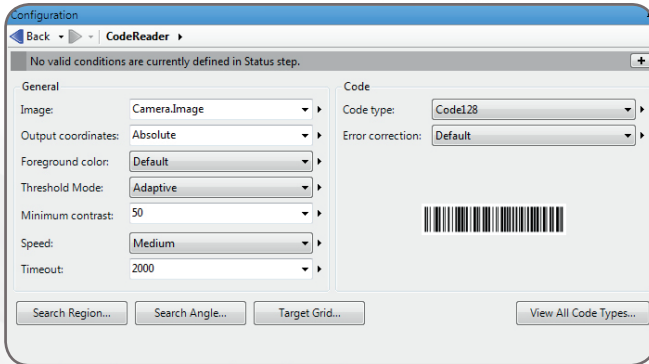 Configuration
Back CodeReader
No valid conditions are currently defined in Status step.
General
Image: Camera.Image
Output coordinates: Absolute
Foreground color: Default
Threshold Mode: Adaptive
Minimum contrast: 50
Speed: Medium
Timeout: 2000
Code
Code type: Code128
Error correction: Default
Search Region... Search Angle... Target Grid... View All Code Types...